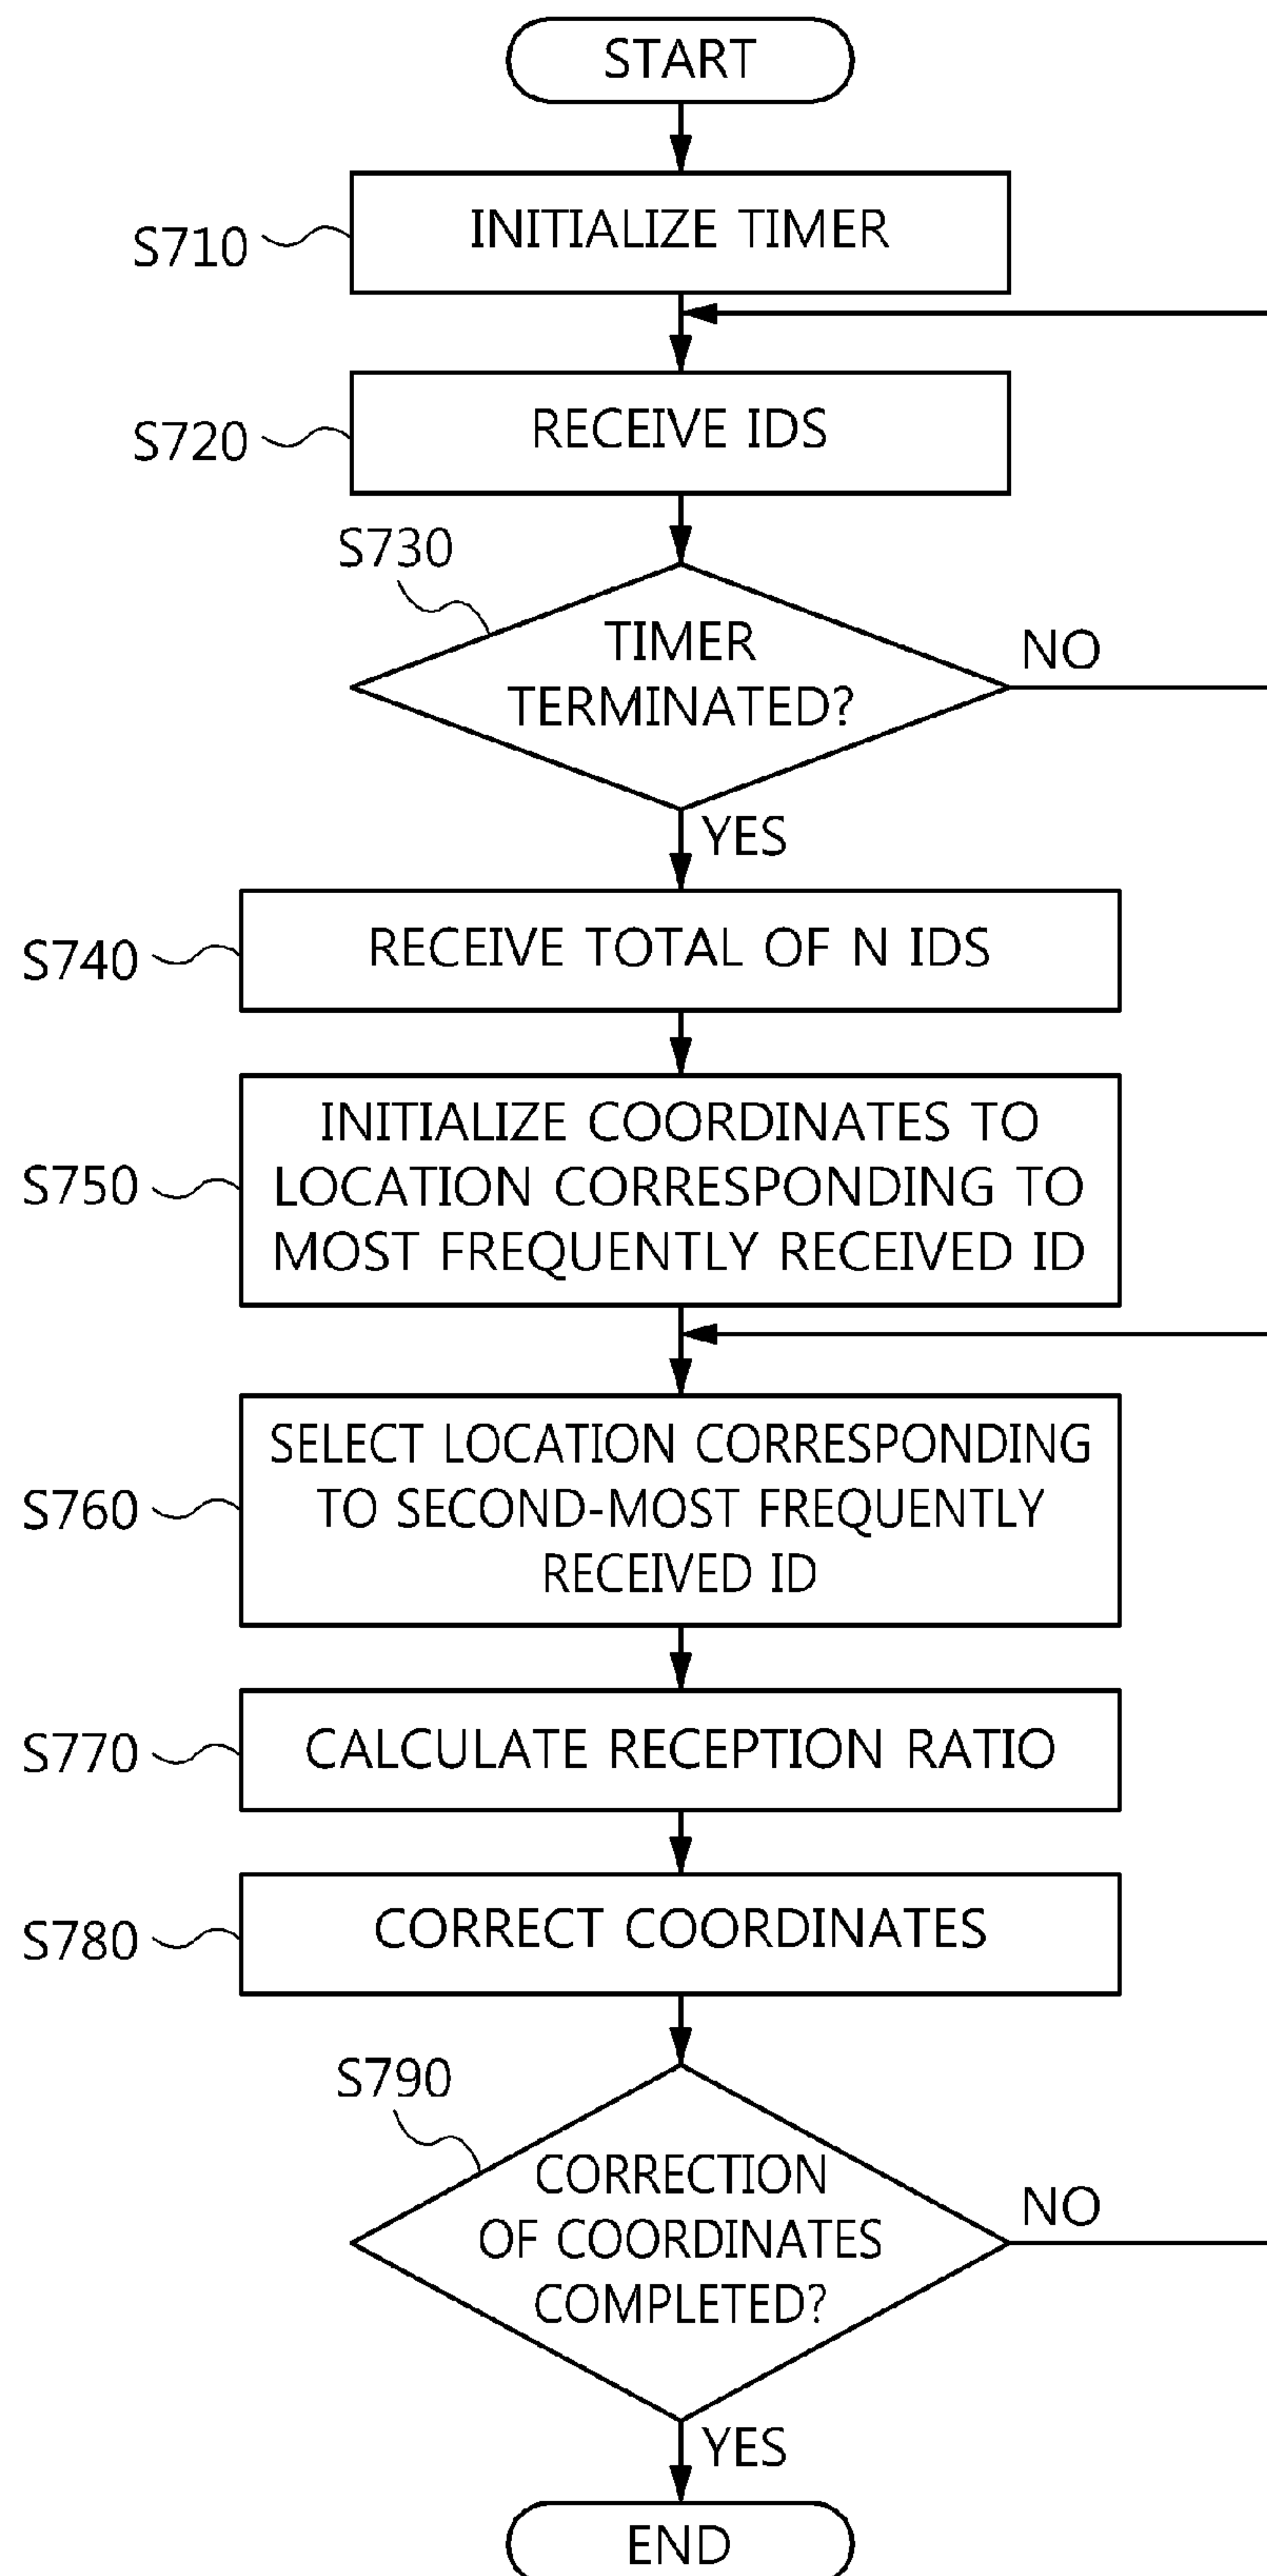 START
INITIALIZE TIMER
S710
RECEIVE IDS
S720
S730
TIMER
TERMINATED?
NO
YES
RECEIVE TOTAL OF N IDS
S740
INITIALIZE COORDINATES TO
LOCATION CORRESPONDING TO
MOST FREQUENTLY RECEIVED ID
S750
SELECT LOCATION CORRESPONDING
TO SECOND-MOST FREQUENTLY
RECEIVED ID
S760
CALCULATE RECEPTION RATIO
S770
CORRECT COORDINATES
S780
S790
CORRECTION
OF COORDINATES
COMPLETED?
NO
YES
END